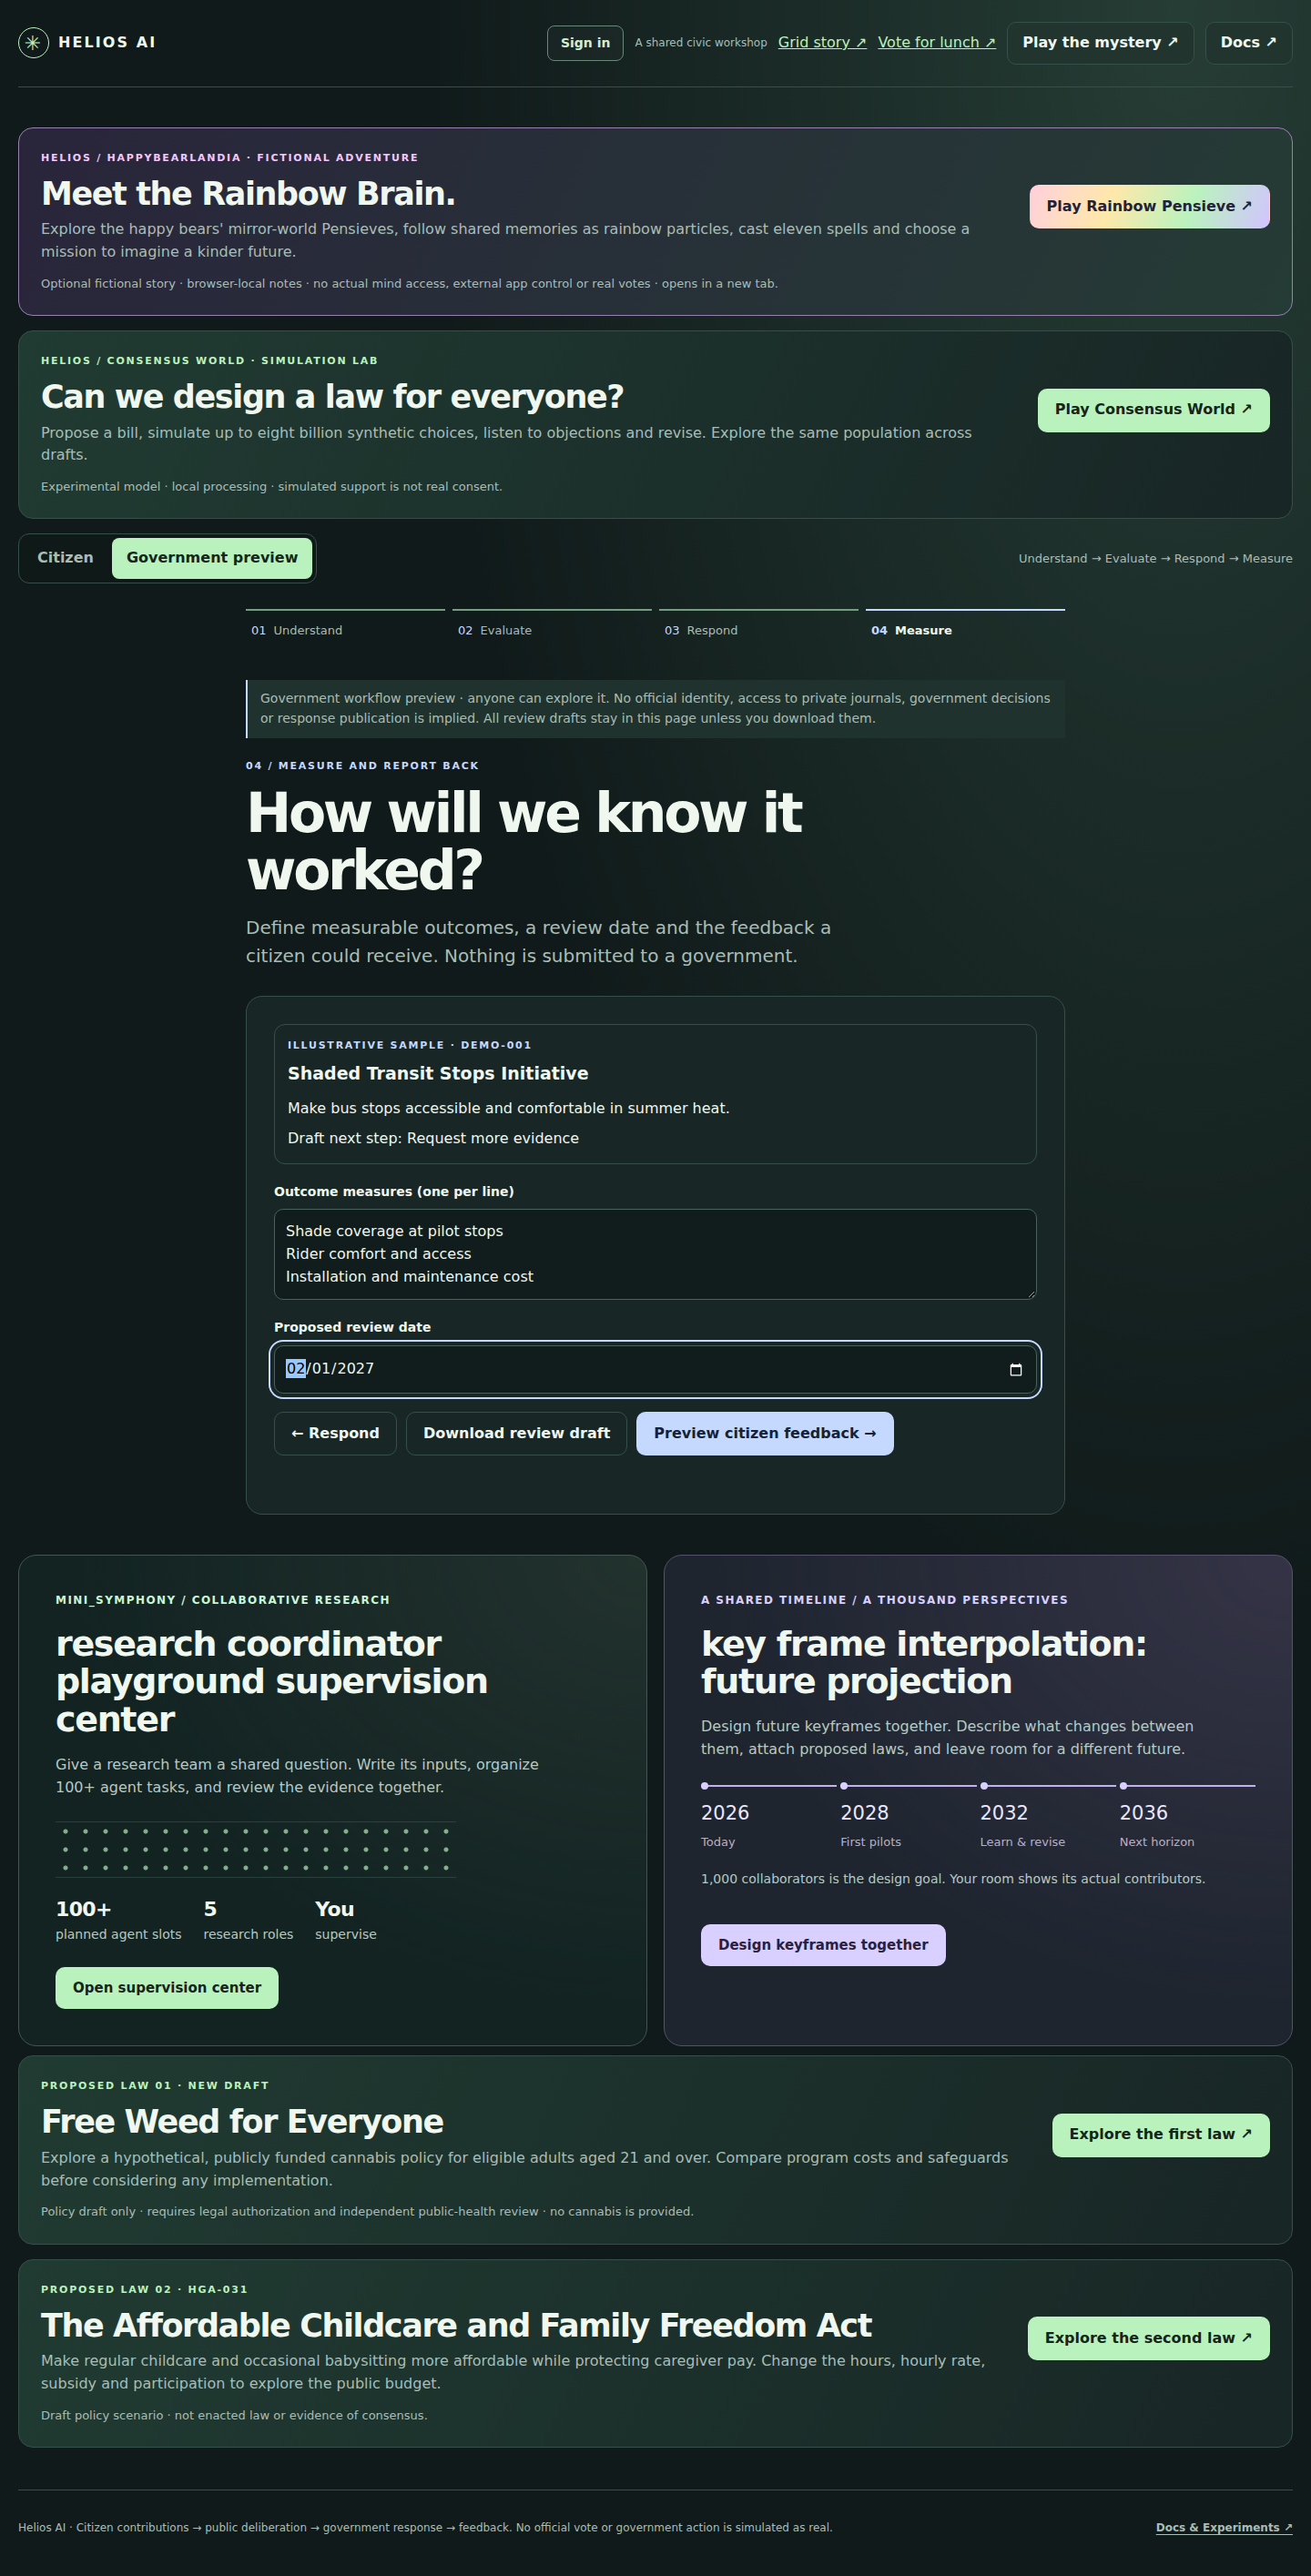 HELIOS AI
Sign in
A shared civic workshop
Grid story ↗
Vote for lunch ↗
Play the mystery ↗
Docs ↗
HELIOS / HAPPYBEARLANDIA · FICTIONAL ADVENTURE
Meet the Rainbow Brain.
Explore the happy bears' mirror-world Pensieves, follow shared memories as rainbow particles, cast eleven spells and choose a
mission to imagine a kinder future.
Optional fictional story · browser-local notes · no actual mind access, external app control or real votes · opens in a new tab.
Play Rainbow Pensieve ↗
HELIOS / CONSENSUS WORLD · SIMULATION LAB
Can we design a law for everyone?
Propose a bill, simulate up to eight billion synthetic choices, listen to objections and revise. Explore the same population across
drafts.
Experimental model · local processing · simulated support is not real consent.
Play Consensus World ↗
Citizen
Government preview
Understand → Evaluate → Respond → Measure
01 Understand
02 Evaluate
03 Respond
04 Measure
Government workflow preview · anyone can explore it. No official identity, access to private journals, government decisions
or response publication is implied. All review drafts stay in this page unless you download them.
04 / MEASURE AND REPORT BACK
How will we know it
worked?
Define measurable outcomes, a review date and the feedback a
citizen could receive. Nothing is submitted to a government.
ILLUSTRATIVE SAMPLE · DEMO-001
Shaded Transit Stops Initiative
Make bus stops accessible and comfortable in summer heat.
Draft next step: Request more evidence
Outcome measures (one per line)
Shade coverage at pilot stops
Rider comfort and access
Installation and maintenance cost
Proposed review date
02/01/2027
← Respond
Download review draft
Preview citizen feedback →
MINI_SYMPHONY / COLLABORATIVE RESEARCH
research coordinator
playground supervision
center
Give a research team a shared question. Write its inputs, organize
100+ agent tasks, and review the evidence together.
100+
planned agent slots
5
research roles
You
supervise
Open supervision center
A SHARED TIMELINE / A THOUSAND PERSPECTIVES
key frame interpolation:
future projection
Design future keyframes together. Describe what changes between
them, attach proposed laws, and leave room for a different future.
2026
Today
2028
First pilots
2032
Learn & revise
2036
Next horizon
1,000 collaborators is the design goal. Your room shows its actual contributors.
Design keyframes together
PROPOSED LAW 01 · NEW DRAFT
Free Weed for Everyone
Explore a hypothetical, publicly funded cannabis policy for eligible adults aged 21 and over. Compare program costs and safeguards
before considering any implementation.
Policy draft only · requires legal authorization and independent public-health review · no cannabis is provided.
Explore the first law ↗
PROPOSED LAW 02 · HGA-031
The Affordable Childcare and Family Freedom Act
Make regular childcare and occasional babysitting more affordable while protecting caregiver pay. Change the hours, hourly rate,
subsidy and participation to explore the public budget.
Draft policy scenario · not enacted law or evidence of consensus.
Explore the second law ↗
Helios AI · Citizen contributions → public deliberation → government response → feedback. No official vote or government action is simulated as real.
Docs & Experiments ↗